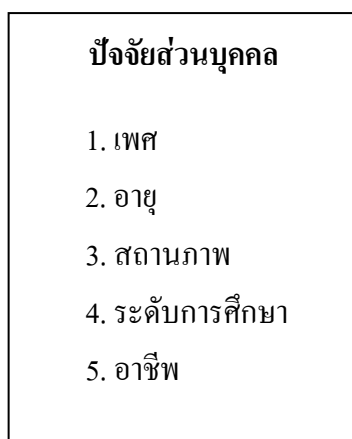 ปัจจัยส่วนบุคคล
1. เพศ
2. อายุ
3. สถานภาพ
4. ระดับการศึกษา
5. อาชีพ